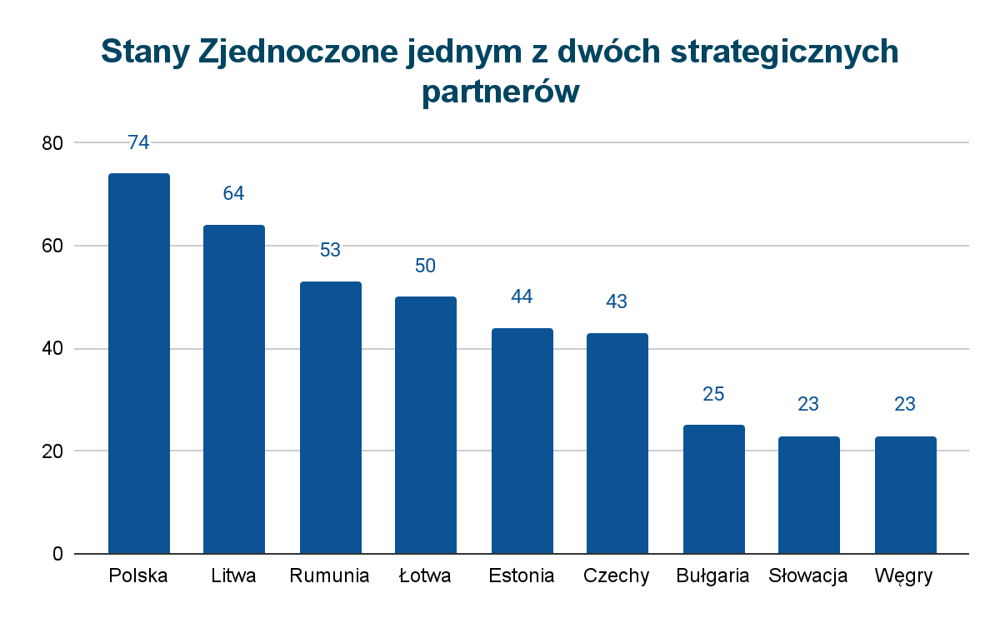 Stany Zjednoczone jednym z dwóch strategicznych
partnerów
80
60
40
20
0
74
64
53
50
44
43
25
23
23
Polska
Litwa
Rumunia
Łotwa
Estonia
Czechy
Bułgaria
Słowacja
Węgry